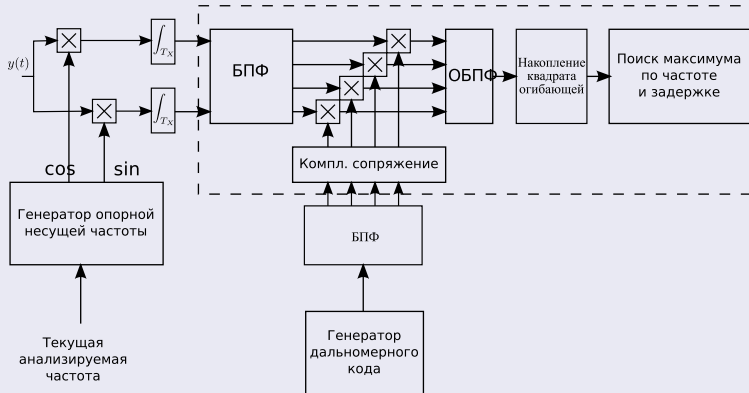 y(t)
∫T_X
∫T_X
cos
sin
Генератор опорной
несущей частоты
Текущая
анализируемая
частота
БПФ
Компл. сопряжение
БПФ
Генератор
дальномерного
кода
ОБПФ
Накопление
квадрата
огибающей
Поиск максимума
по частоте
и задержке